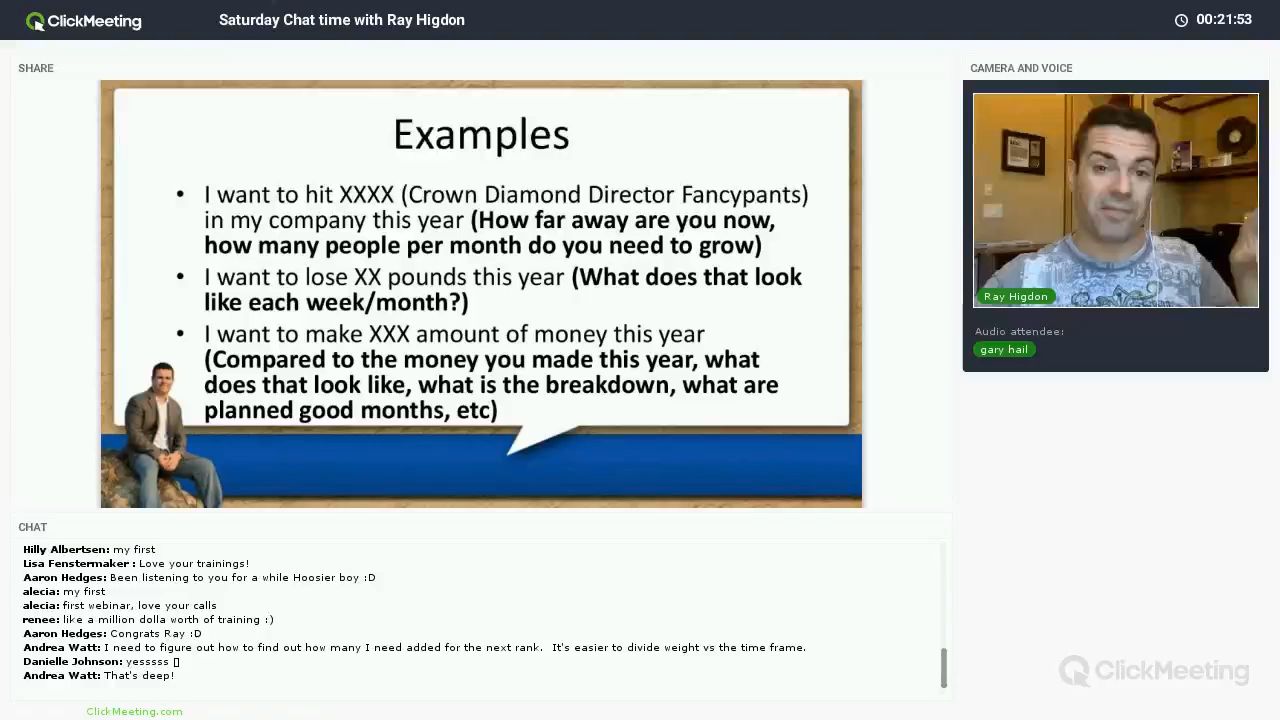 ClickMeeting
Saturday Chat time with Ray Higdon
00:21:53
SHARE
Examples
• I want to hit XXXX (Crown Diamond Director Fancypants)
in my company this year (How far away are you now,
how many people per month do you need to grow)
• I want to lose XX pounds this year (What does that look
like each week/month?)
• I want to make XXX amount of money this year
(Compared to the money you made this year, what
does that look like, what is the breakdown, what are
planned good months, etc)
CAMERA AND VOICE
Ray Higdon
Audio attendee:
gary hail
CHAT
Hilly Albertsen: my first
Lisa Fenstermaker : Love your trainings!
Aaron Hedges: Been listening to you for a while Hoosier boy :D
alecia: my first
alecia: first webinar, love your calls
renee: like a million dolla worth of training :)
Aaron Hedges: Congrats Ray :D
Andrea Watt: I need to figure out how to find out how many I need added for the next rank.  It's easier to divide weight vs the time frame.
Danielle Johnson: yesssss []
Andrea Watt: That's deep!
ClickMeeting
ClickMeeting.com